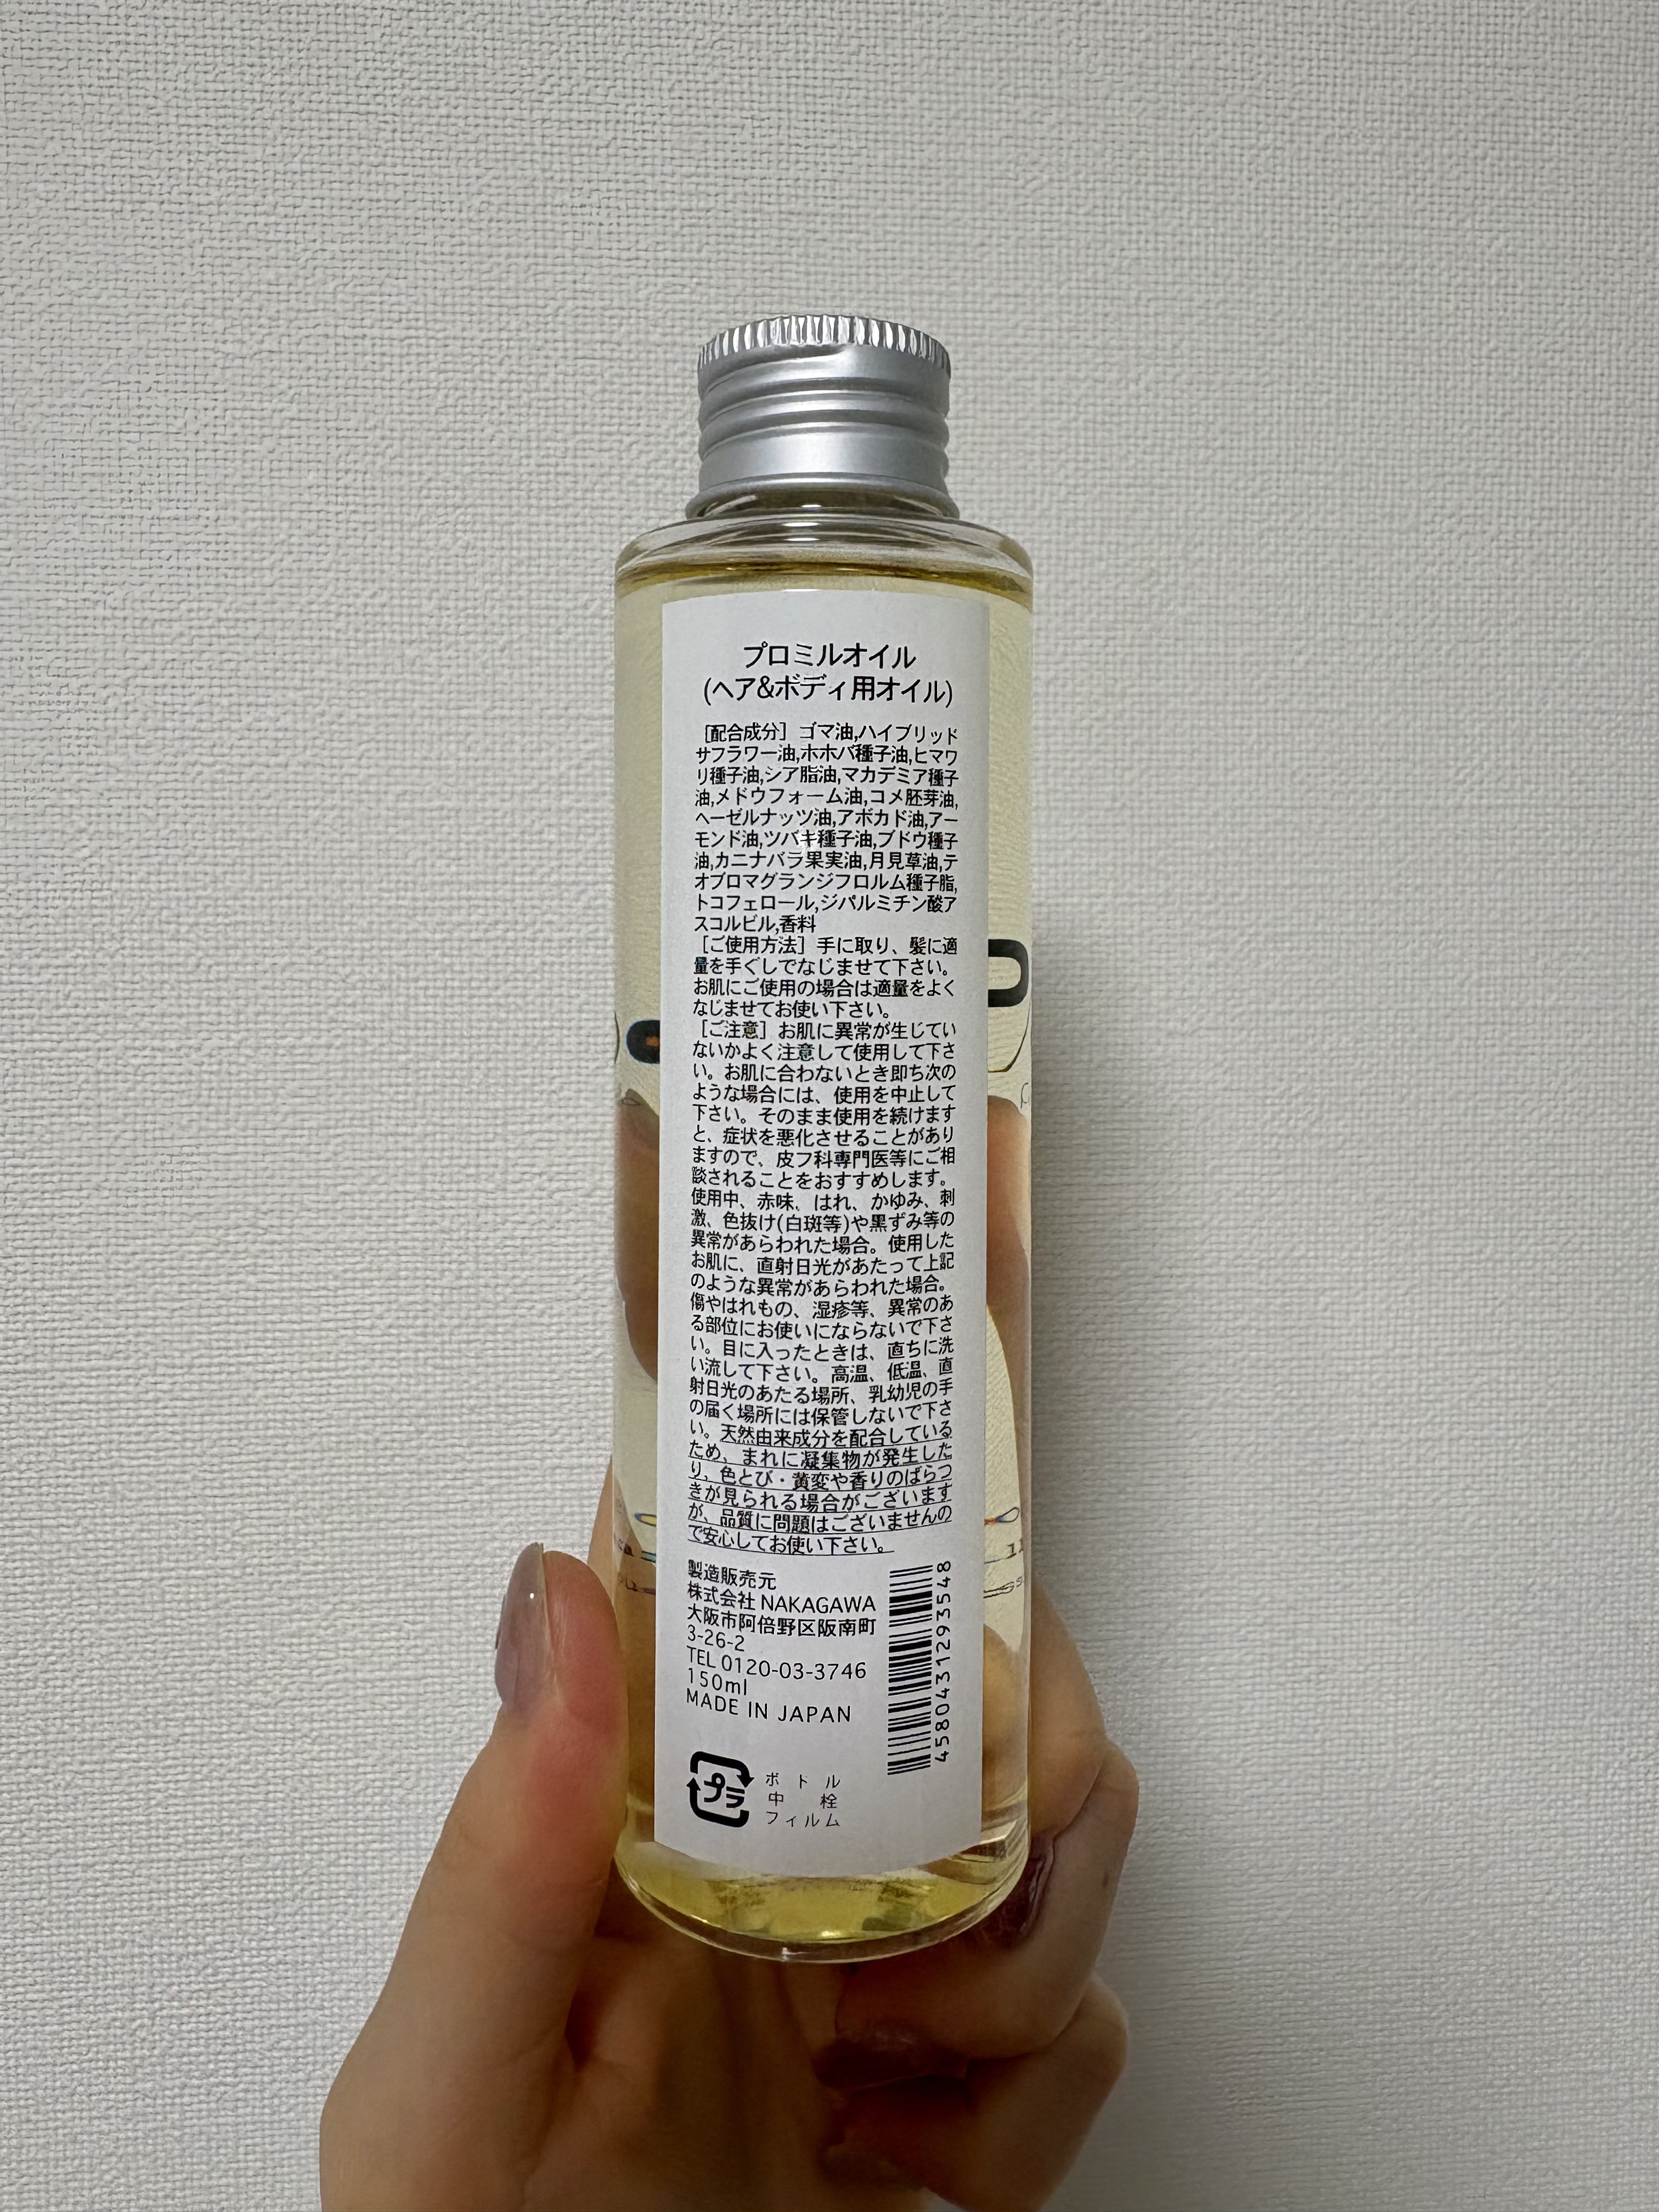 プロミルオイル
(ヘア&ボディ用オイル)
[配合成分] ゴマ油,ハイブリッド
サフラワー油,ホホバ種子油,ヒマワ
リ種子油,シア脂油,マカデミア種子
油,メドウフォーム油,コメ胚芽油,
ヘーゼルナッツ油,アボカド油,アー
モンド油,ツバキ種子油,ブドウ種子
油,カニナバラ果実油,月見草油,テ
オブロマグランジフロルム種子脂,
トコフェロール,ジパルミチン酸ア
スコルビル,香料
[ご使用方法] 手に取り、髪に適
量を手ぐしでなじませて下さい。
お肌にご使用の場合は適量をよく
なじませてお使い下さい。
[ご注意] お肌に異常が生じてい
ないかよく注意して使用して下さ
い。お肌に合わないとき即ち次の
ような場合には、使用を中止して
下さい。そのまま使用を続けます
と、症状を悪化させることがあり
ますので、皮フ科専門医等にご相
談されることをおすすめします。
使用中、赤味、はれ、かゆみ、刺
激、色抜け(白斑等)や黒ずみ等の
異常があらわれた場合。使用した
お肌に、直射日光があたって上記
のような異常があらわれた場合。
傷やはれもの、湿疹等、異常のあ
る部位にお使いにならないで下さ
い。目に入ったときは、直ちに洗
い流して下さい。高温、低温、直
射日光のあたる場所、乳幼児の手
の届く場所には保管しないで下さ
い。天然由来成分を配合している
ため、まれに凝集物が発生した
り、色とび・黄変や香りのばらつ
きが見られる場合がございます
が、品質に問題はございませんの
で安心してお使い下さい。
製造販売元
株式会社 NAKAGAWA
大阪市阿倍野区阪南町
3-26-2
TEL 0120-03-3746
150ml
MADE IN JAPAN
4580431293548
プラ
ボトル
中栓
フィルム